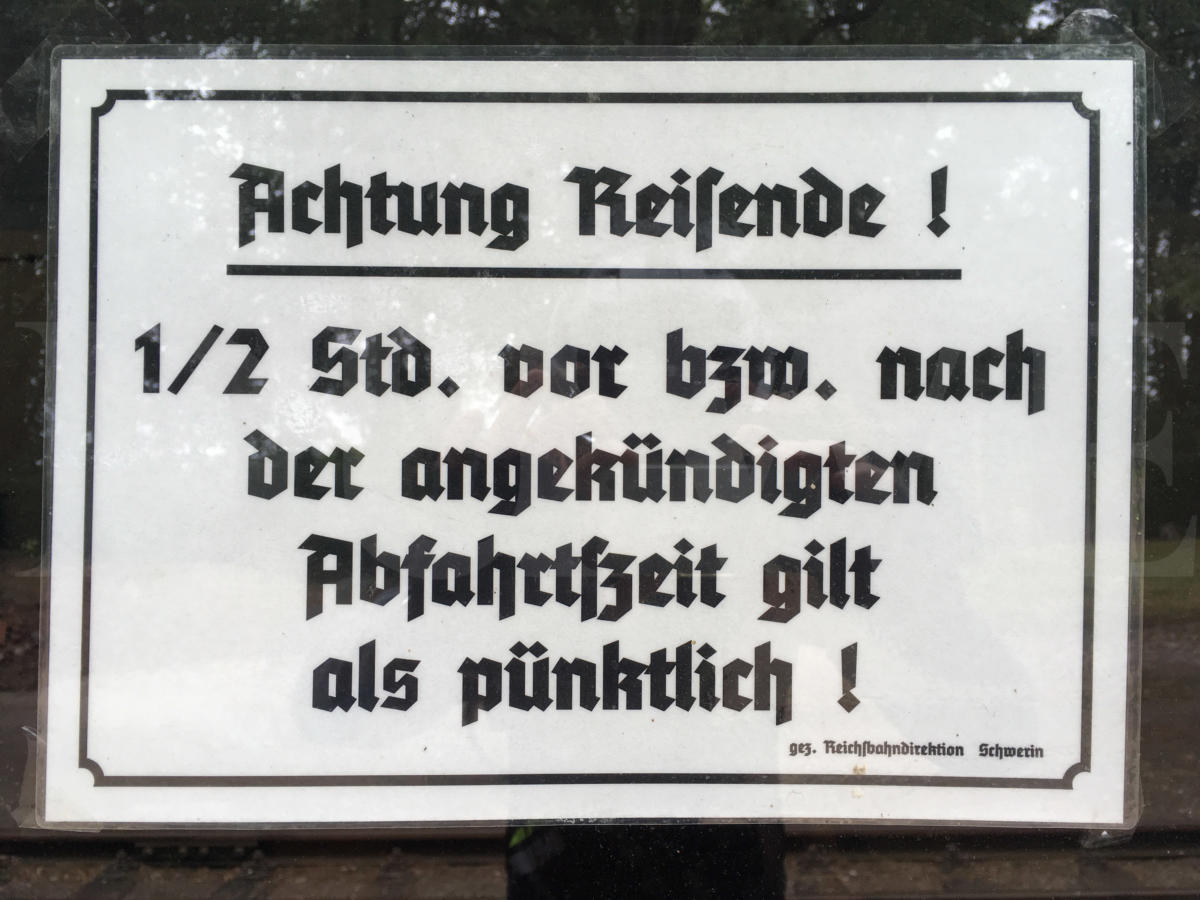 Achtung Reiſende !
1/2 Std. vor bzw. nach
der angekündigten
Abfahrtſzeit gilt
als pünktlich !
gez. Reichſbahndirektion Schwerin